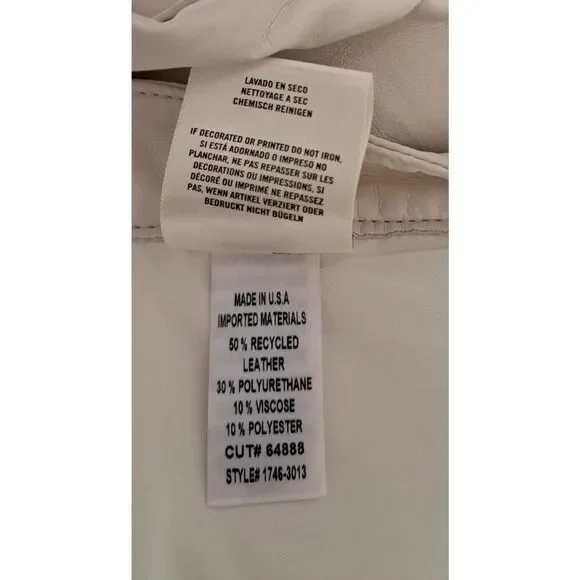 LAVADO EN SECO
NETTOYAGE A SEC
CHEMISCH REINIGEN
IF DECORATED OR PRINTED DO NOT IRON,
SI ESTÁ ADORNADO O IMPRESO NO
PLANCHAR, NE PAS REPASSER SUR LES
DECORATIONS OU IMPRESSIONS, SI
DÉCORÉ OU IMPRIMÉ NE REPASSEZ
PAS, WENN ARTIKEL VERZIERT ODER
BEDRUCKT NICHT BÜGELN
MADE IN U.S.A
IMPORTED MATERIALS
50 % RECYCLED
LEATHER
30 % POLYURETHANE
10 % VISCOSE
10 % POLYESTER
CUT# 64888
STYLE# 1746-3013